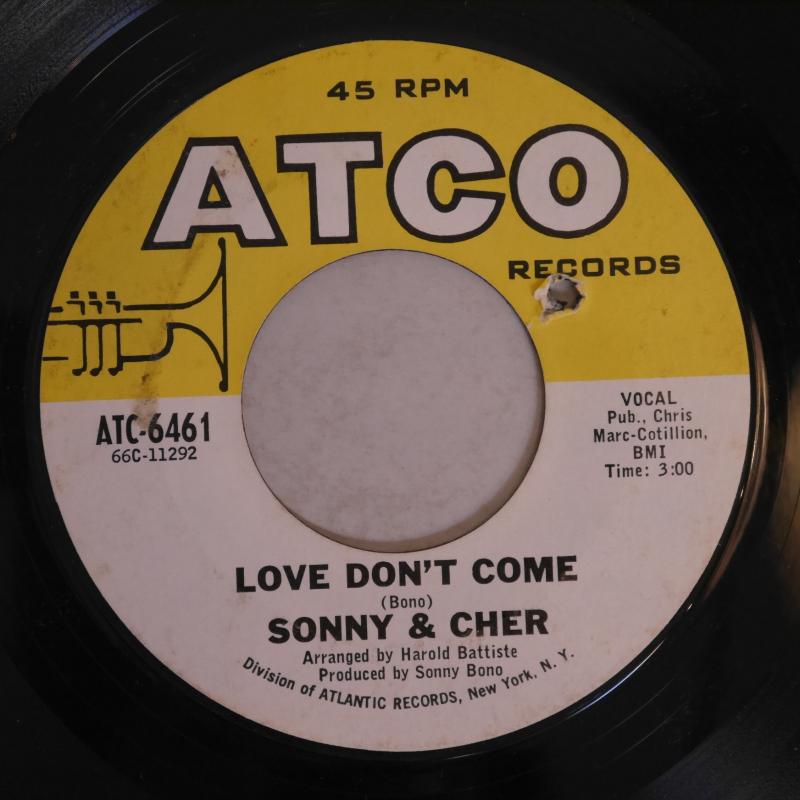 45 RPM
ATCO
RECORDS
ATC-6461
66C-11292
VOCAL
Pub., Chris
Marc-Cotillion,
BMI
Time: 3:00
LOVE DON'T COME
(Bono)
SONNY & CHER
Arranged by Harold Battiste
Produced by Sonny Bono
Division of ATLANTIC RECORDS, New York, N. Y.